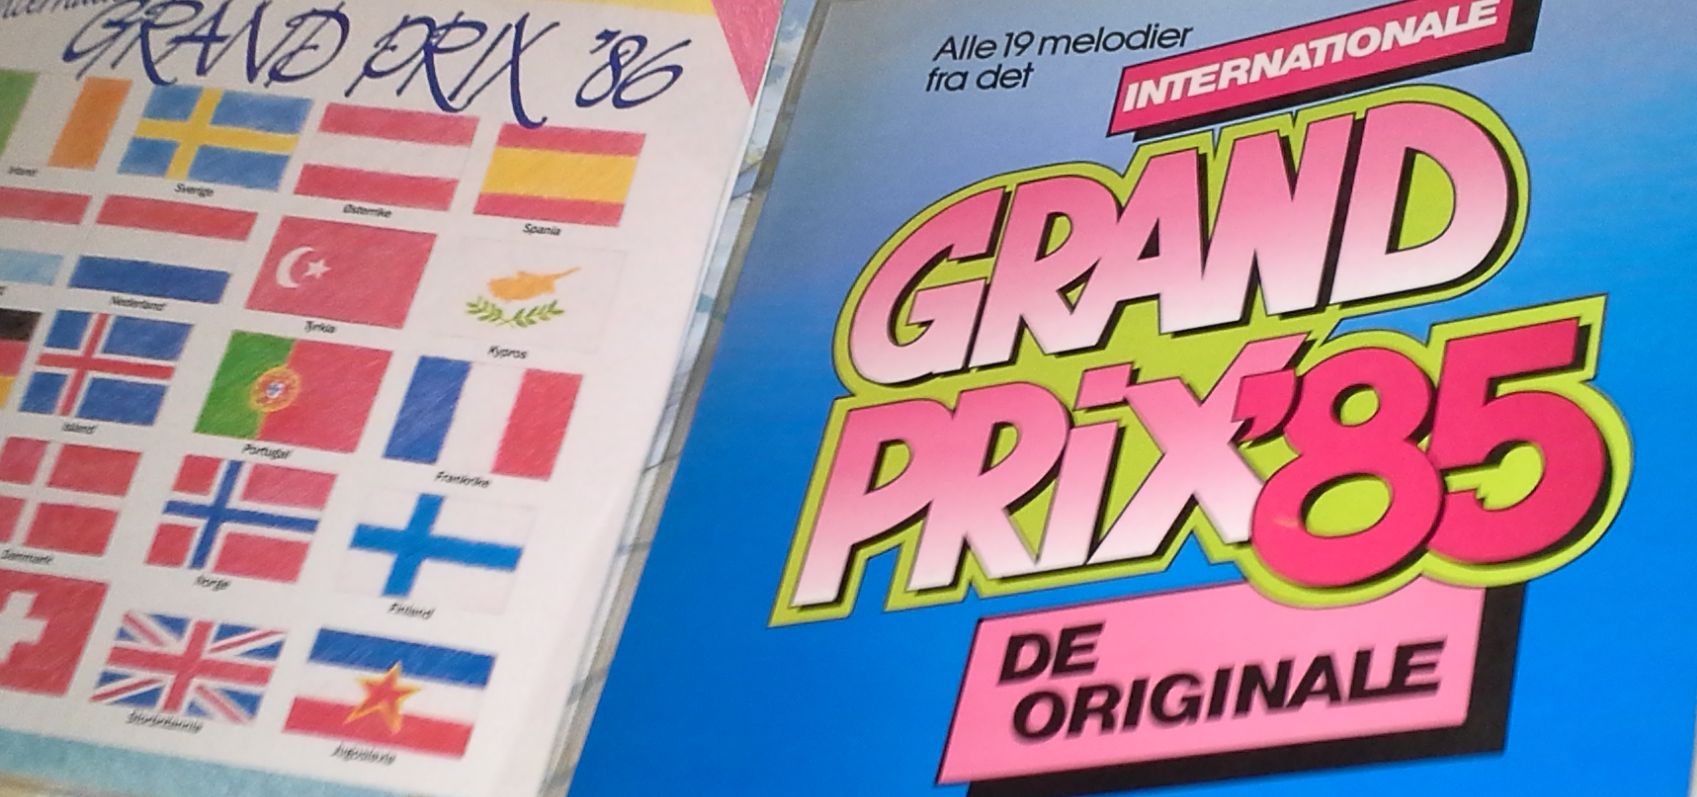 GRAND PRIX '86
Irland
Sverige
Østerrike
Spania
Nederland
Tyrkia
Kypros
Island
Portugal
Frankrike
Danmark
Norge
Finland
Storbritannia
Jugoslavia
Alle 19 melodier
fra det
INTERNATIONALE
GRAND
PRiX '85
DE
ORIGINALE